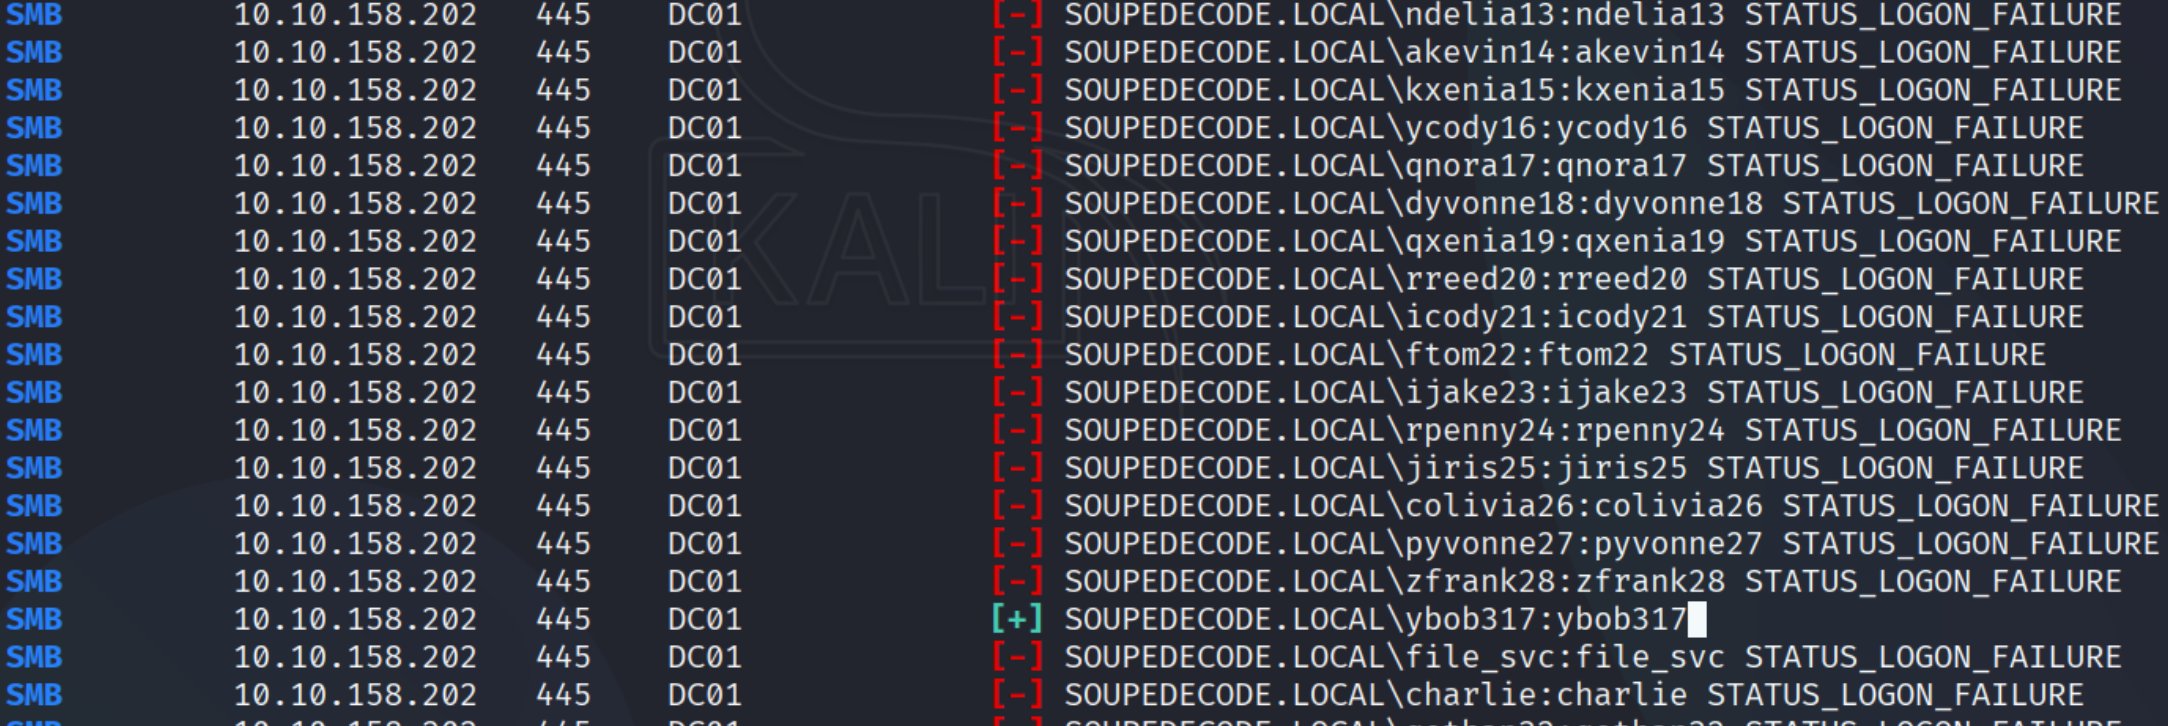 SMB 10.10.158.202 445 DC01 [-] SOUPEDECODE.LOCAL\ndelia13:ndelia13 STATUS_LOGON_FAILURE
SMB 10.10.158.202 445 DC01 [-] SOUPEDECODE.LOCAL\akevin14:akevin14 STATUS_LOGON_FAILURE
SMB 10.10.158.202 445 DC01 [-] SOUPEDECODE.LOCAL\kxenia15:kxenia15 STATUS_LOGON_FAILURE
SMB 10.10.158.202 445 DC01 [-] SOUPEDECODE.LOCAL\ycody16:ycody16 STATUS_LOGON_FAILURE
SMB 10.10.158.202 445 DC01 [-] SOUPEDECODE.LOCAL\qnora17:qnora17 STATUS_LOGON_FAILURE
SMB 10.10.158.202 445 DC01 [-] SOUPEDECODE.LOCAL\dyvonne18:dyvonne18 STATUS_LOGON_FAILURE
SMB 10.10.158.202 445 DC01 [-] SOUPEDECODE.LOCAL\qxenia19:qxenia19 STATUS_LOGON_FAILURE
SMB 10.10.158.202 445 DC01 [-] SOUPEDECODE.LOCAL\rreed20:rreed20 STATUS_LOGON_FAILURE
SMB 10.10.158.202 445 DC01 [-] SOUPEDECODE.LOCAL\icody21:icody21 STATUS_LOGON_FAILURE
SMB 10.10.158.202 445 DC01 [-] SOUPEDECODE.LOCAL\ftom22:ftom22 STATUS_LOGON_FAILURE
SMB 10.10.158.202 445 DC01 [-] SOUPEDECODE.LOCAL\ijake23:ijake23 STATUS_LOGON_FAILURE
SMB 10.10.158.202 445 DC01 [-] SOUPEDECODE.LOCAL\rpenny24:rpenny24 STATUS_LOGON_FAILURE
SMB 10.10.158.202 445 DC01 [-] SOUPEDECODE.LOCAL\jiris25:jiris25 STATUS_LOGON_FAILURE
SMB 10.10.158.202 445 DC01 [-] SOUPEDECODE.LOCAL\colivia26:colivia26 STATUS_LOGON_FAILURE
SMB 10.10.158.202 445 DC01 [-] SOUPEDECODE.LOCAL\pyvonne27:pyvonne27 STATUS_LOGON_FAILURE
SMB 10.10.158.202 445 DC01 [-] SOUPEDECODE.LOCAL\zfrank28:zfrank28 STATUS_LOGON_FAILURE
SMB 10.10.158.202 445 DC01 [+] SOUPEDECODE.LOCAL\ybob317:ybob317
SMB 10.10.158.202 445 DC01 [-] SOUPEDECODE.LOCAL\file_svc:file_svc STATUS_LOGON_FAILURE
SMB 10.10.158.202 445 DC01 [-] SOUPEDECODE.LOCAL\charlie:charlie STATUS_LOGON_FAILURE
KALI